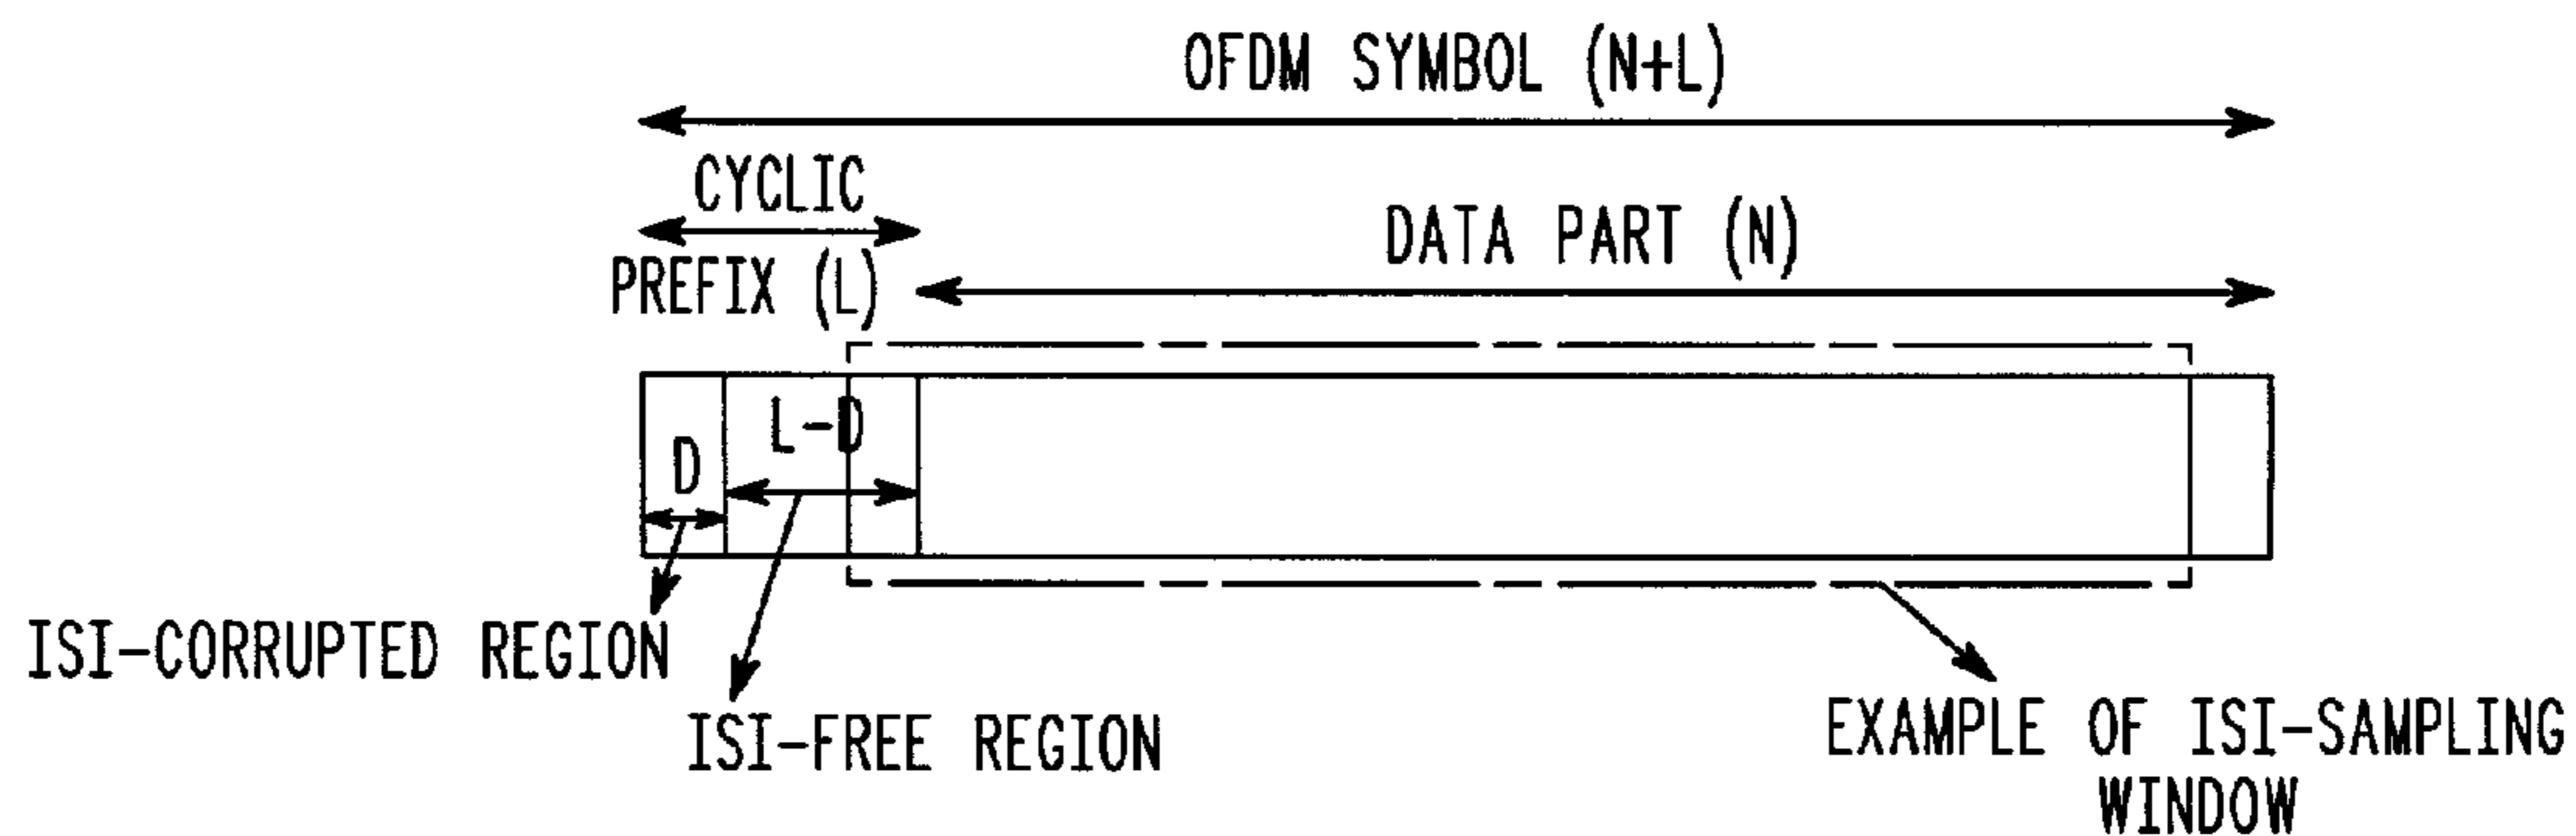 OFDM SYMBOL (N+L)
CYCLIC
PREFIX (L)
DATA PART (N)
L-D
D
ISI-CORRUPTED REGION
ISI-FREE REGION
EXAMPLE OF ISI-SAMPLING
WINDOW